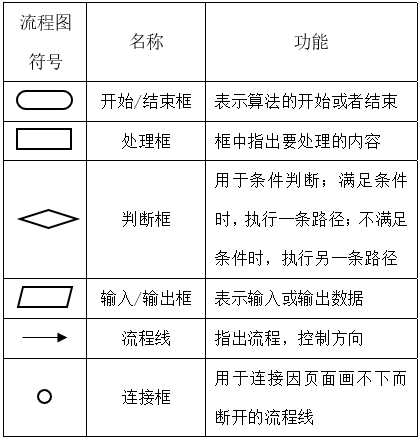 流程图
符号
名称
功能
开始/结束框
表示算法的开始或者结束
处理框
框中指出要处理的内容
判断框
用于条件判断；满足条件
时，执行一条路径；不满足
条件时，执行另一条路径
输入/输出框
表示输入或输出数据
流程线
指出流程，控制方向
连接框
用于连接因页面画不下而
断开的流程线